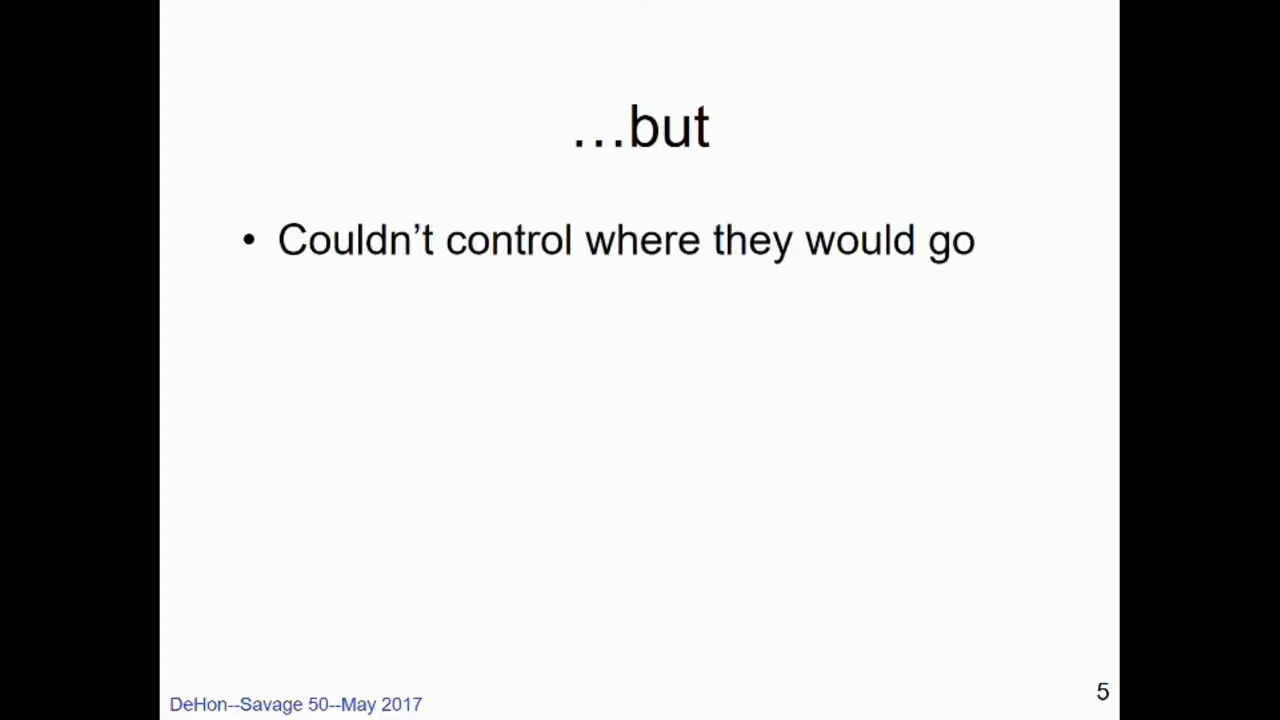 …but
• Couldn’t control where they would go
DeHon--Savage 50--May 2017
5